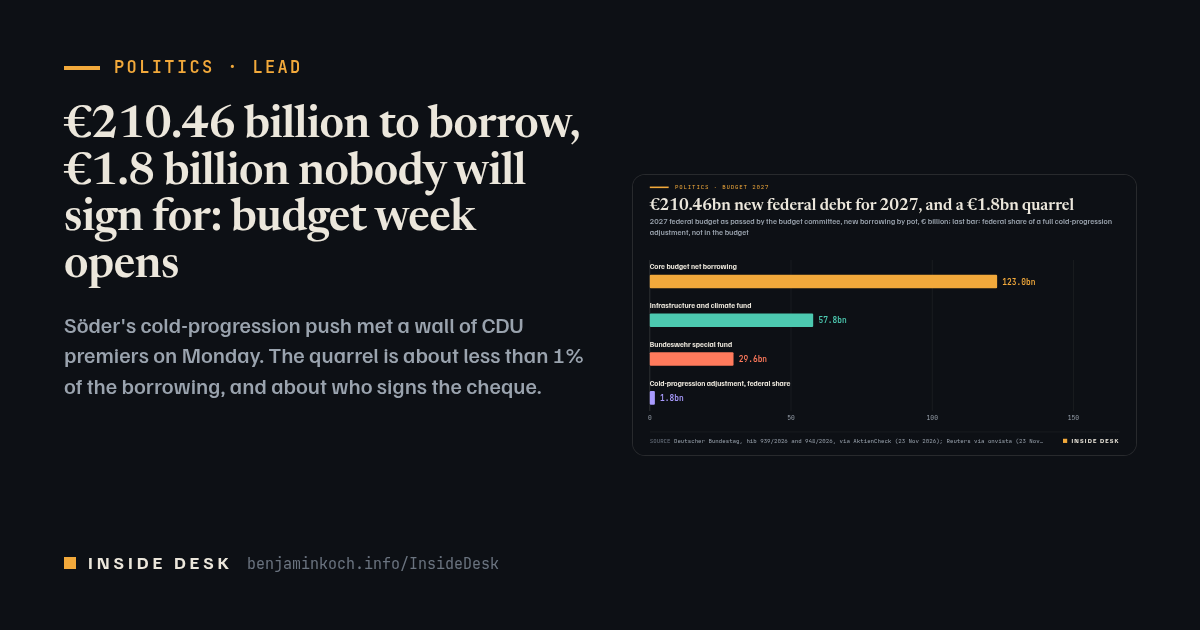 POLITICS · LEAD
€210.46 billion to borrow,
€1.8 billion nobody will
sign for: budget week
opens
Söder's cold-progression push met a wall of CDU
premiers on Monday. The quarrel is about less than 1%
of the borrowing, and about who signs the cheque.
POLITICS · BUDGET 2027
€210.46bn new federal debt for 2027, and a €1.8bn quarrel
2027 federal budget as passed by the budget committee, new borrowing by pot, € billion; last bar: federal share of a full cold-progression
adjustment, not in the budget
Core budget net borrowing
123.0bn
Infrastructure and climate fund
57.8bn
Bundeswehr special fund
29.6bn
Cold-progression adjustment, federal share
1.8bn
0 50 100 150
SOURCE Deutscher Bundestag, hib 939/2026 and 948/2026, via AktienCheck (23 Nov 2026); Reuters via onvista (23 Nov…
INSIDE DESK
INSIDE DESK benjaminkoch.info/InsideDesk